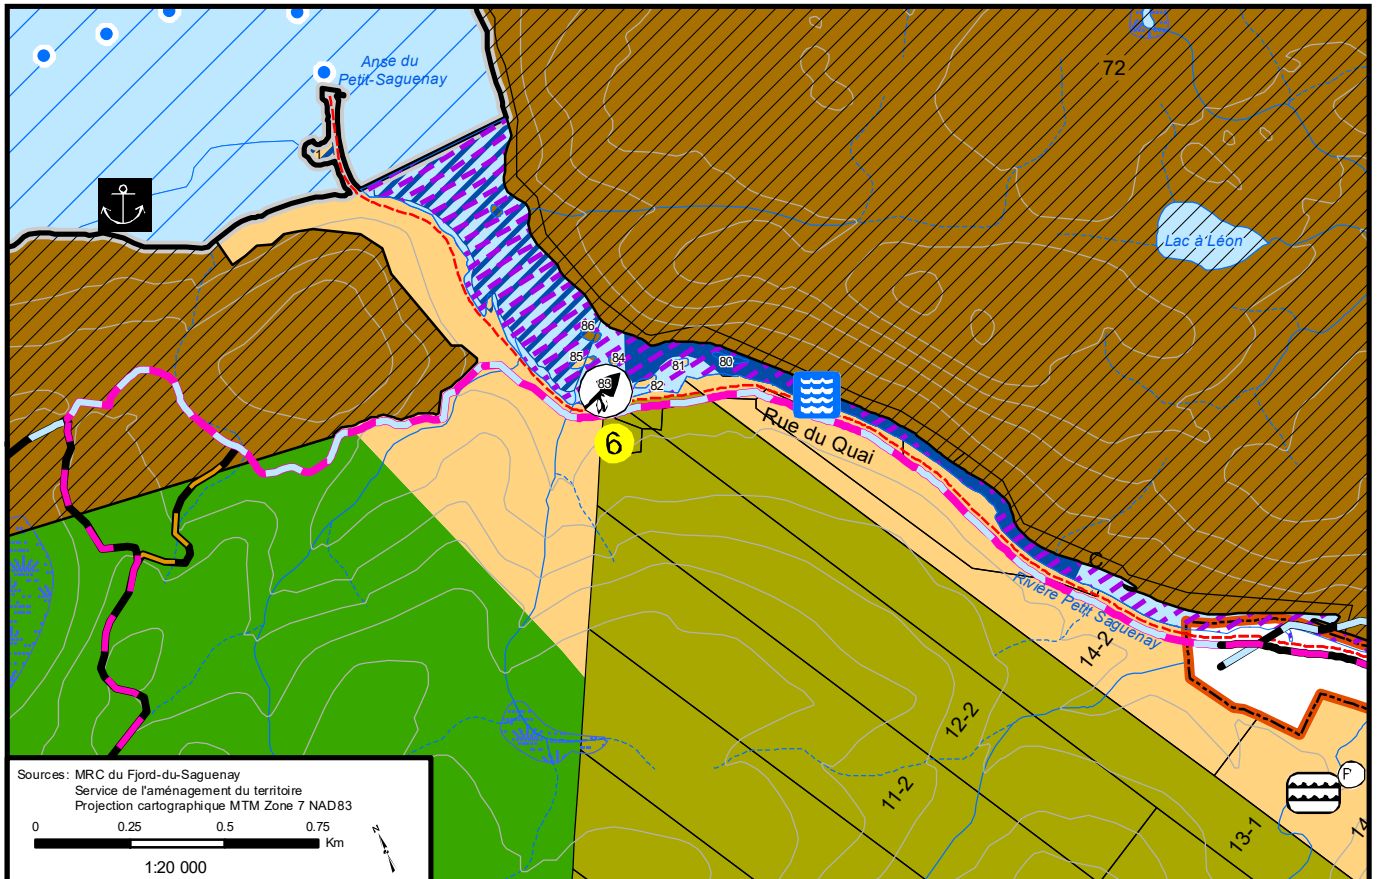 Anse du
Petit-Saguenay
72
1
Lac à Léon
86
85
84
81
80
83
82
6
Rue du Quai
C
Rivière Petit Saguenay
14-2
12-2
11-2
13-1
14
P
Sources: MRC du Fjord-du-Saguenay
Service de l'aménagement du territoire
Projection cartographique MTM Zone 7 NAD83
0 0.25 0.5 0.75
Km
N
1:20 000